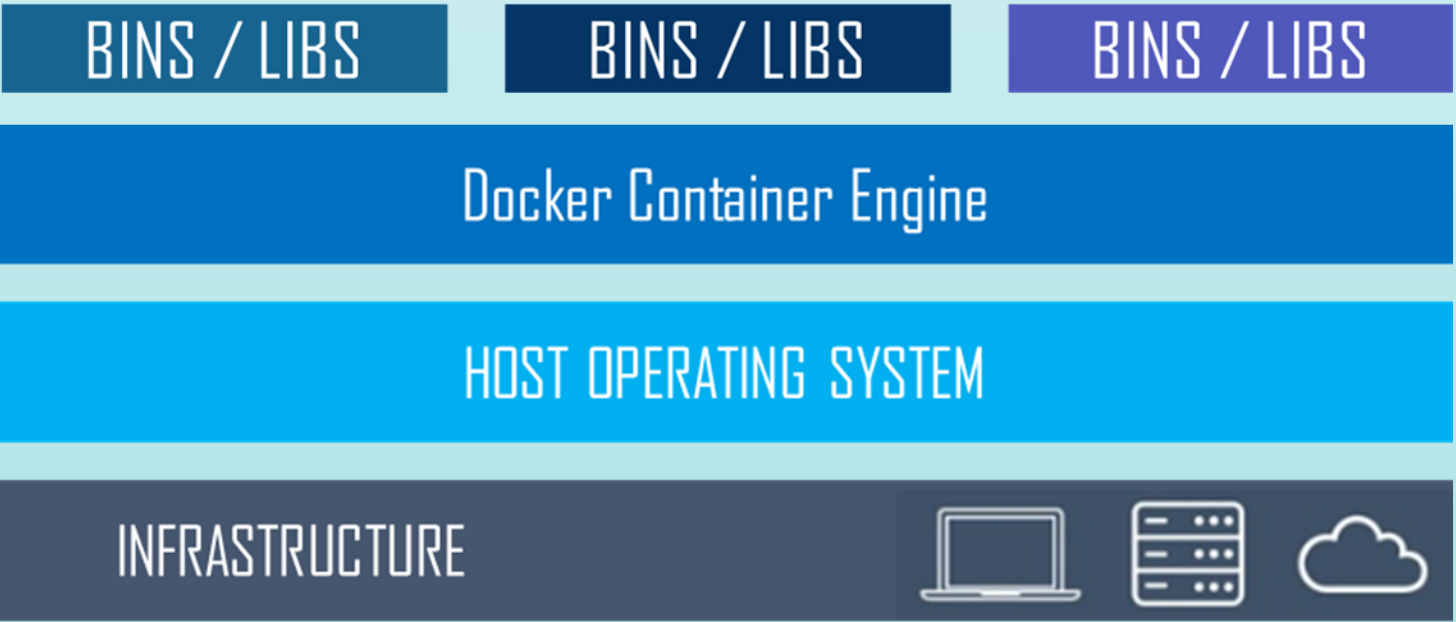 BINS / LIBS BINS / LIBS BINS / LIBS
Docker Container Engine
HOST OPERATING SYSTEM
INFRASTRUCTURE